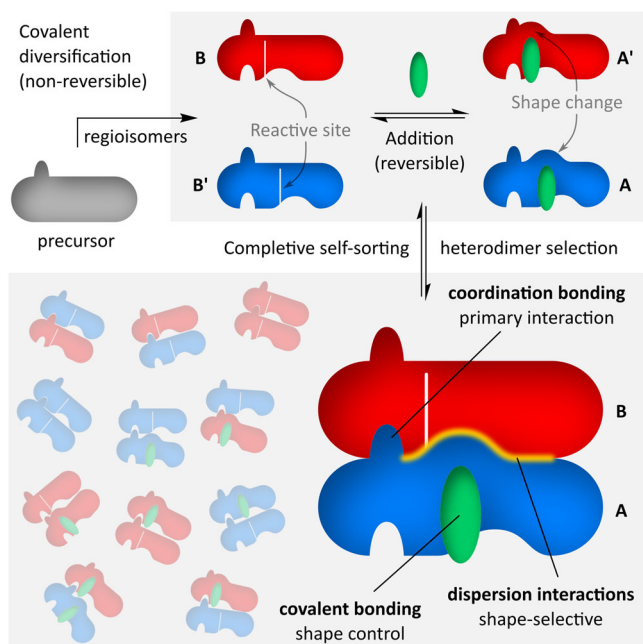 Covalent
diversification
(non-reversible)
regioisomers
precursor
B
B'
Reactive site
Addition
(reversible)
A'
Shape change
A
Completive self-sorting
heterodimer selection
coordination bonding
primary interaction
B
A
covalent bonding
shape control
dispersion interactions
shape-selective